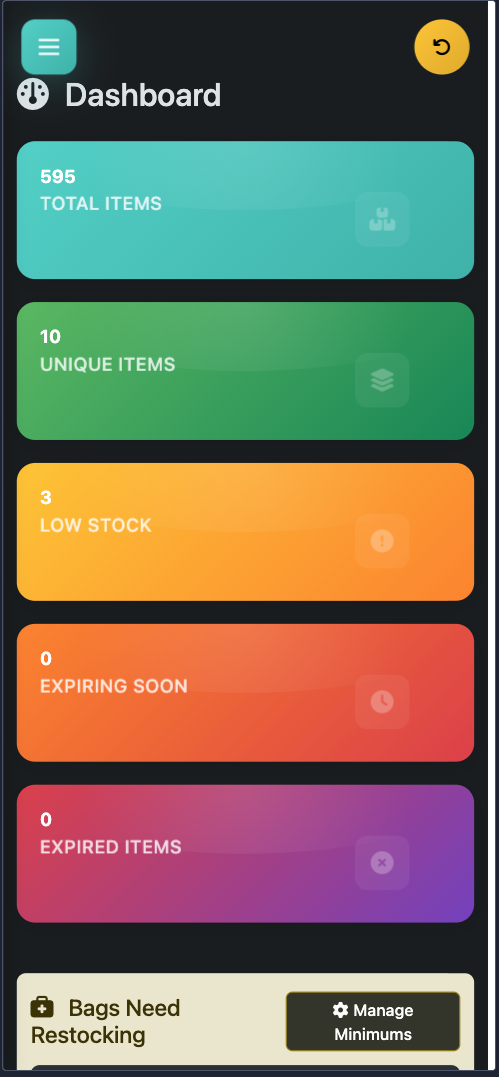 Dashboard
595
TOTAL ITEMS
10
UNIQUE ITEMS
3
LOW STOCK
0
EXPIRING SOON
0
EXPIRED ITEMS
Bags Need
Restocking
Manage
Minimums